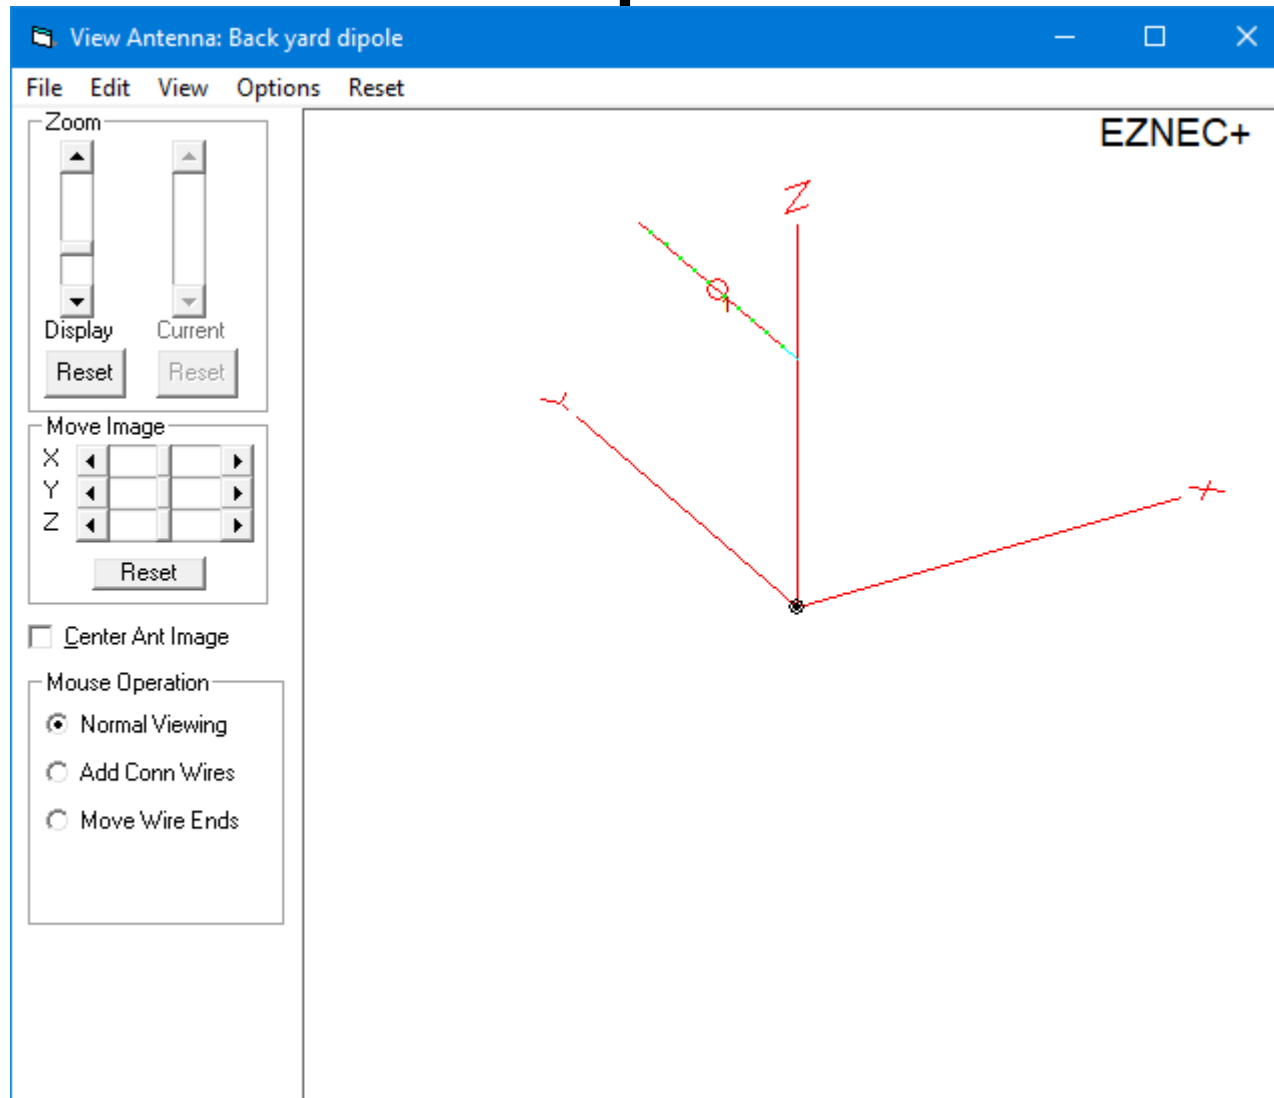 View Antenna: Back yard dipole
File Edit View Options Reset
EZNEC+
Zoom
Display Current
Reset Reset
Move Image
X
Y
Z
Reset
Center Ant Image
Mouse Operation
Normal Viewing
Add Conn Wires
Move Wire Ends
Z
Y
X
1